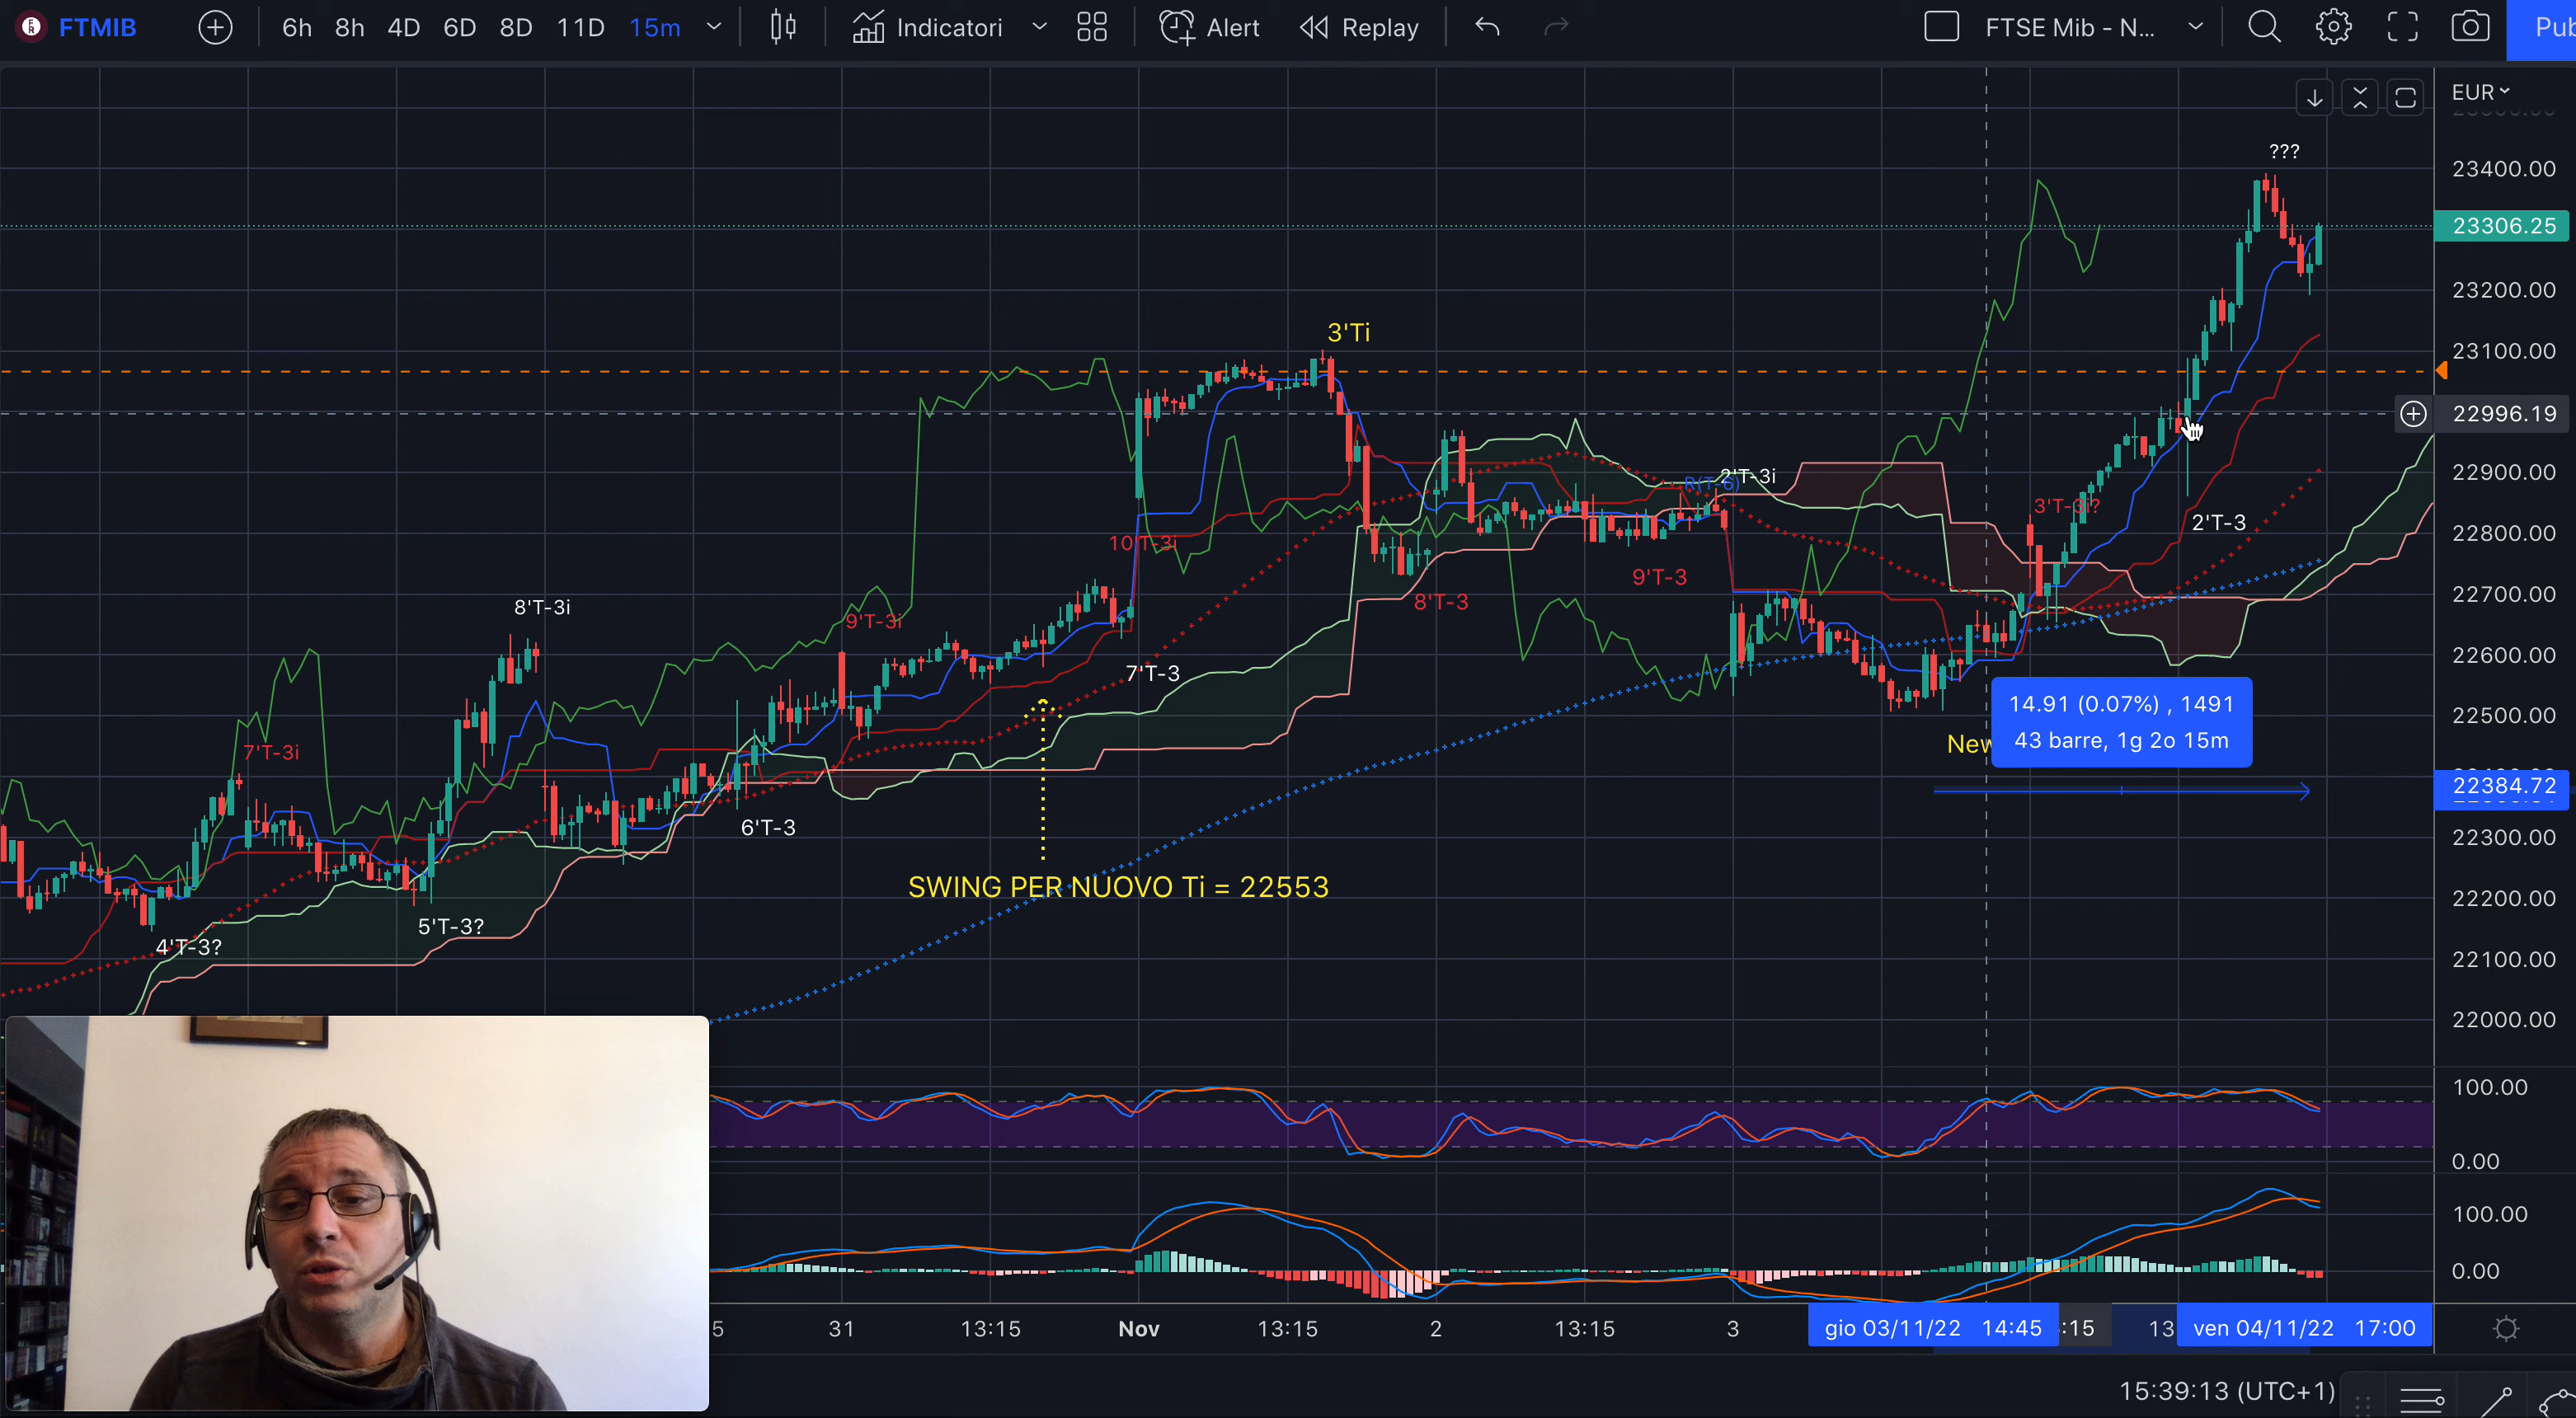 FTMIB 6h 8h 4D 6D 8D 11D 15m Indicatori Alert Replay FTSE Mib - N...
EUR
???
23400.00
23306.25
23200.00
3'Ti
23100.00
22996.19
2'T-3i
R(T-6)
22900.00
3'T-3i?
2'T-3
22800.00
10'T-3i
9'T-3
22700.00
8'T-3i
8'T-3
9'T-3i
22600.00
7'T-3
14.91 (0.07%) , 1491
43 barre, 1g 2o 15m
22500.00
7'T-3i
New
22384.72
6'T-3
22300.00
SWING PER NUOVO Ti = 22553
22200.00
5'T-3?
4'T-3?
22100.00
22000.00
100.00
0.00
100.00
0.00
5 31 13:15 Nov 13:15 2 13:15 3 gio 03/11/22 14:45 :15 13 ven 04/11/22 17:00
15:39:13 (UTC+1)